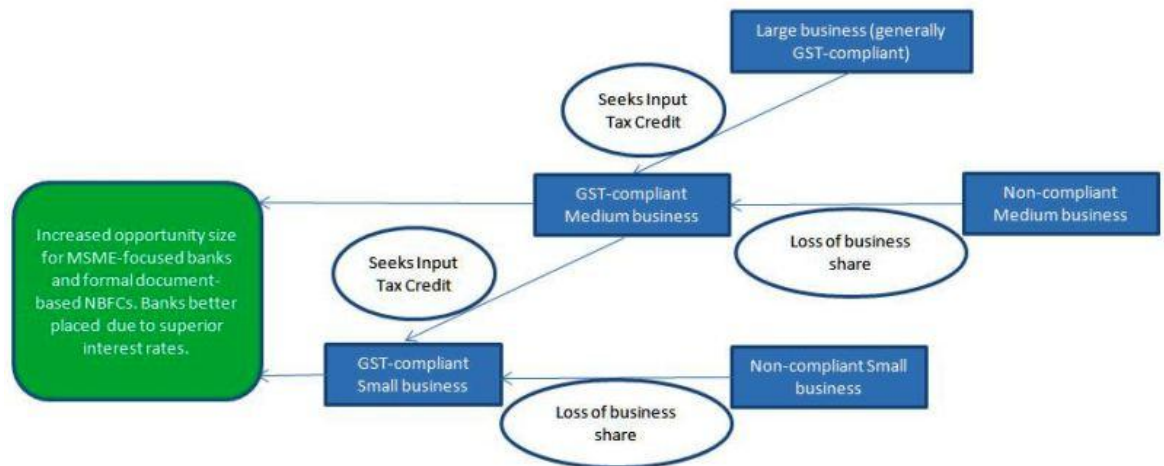 Large business (generally
GST-compliant)
Seeks Input
Tax Credit
GST-compliant
Medium business
Non-compliant
Medium business
Loss of business
share
Increased opportunity size
for MSME-focused banks
and formal document-
based NBFCs. Banks better
placed due to superior
interest rates.
Seeks Input
Tax Credit
GST-compliant
Small business
Non-compliant Small
business
Loss of business
share